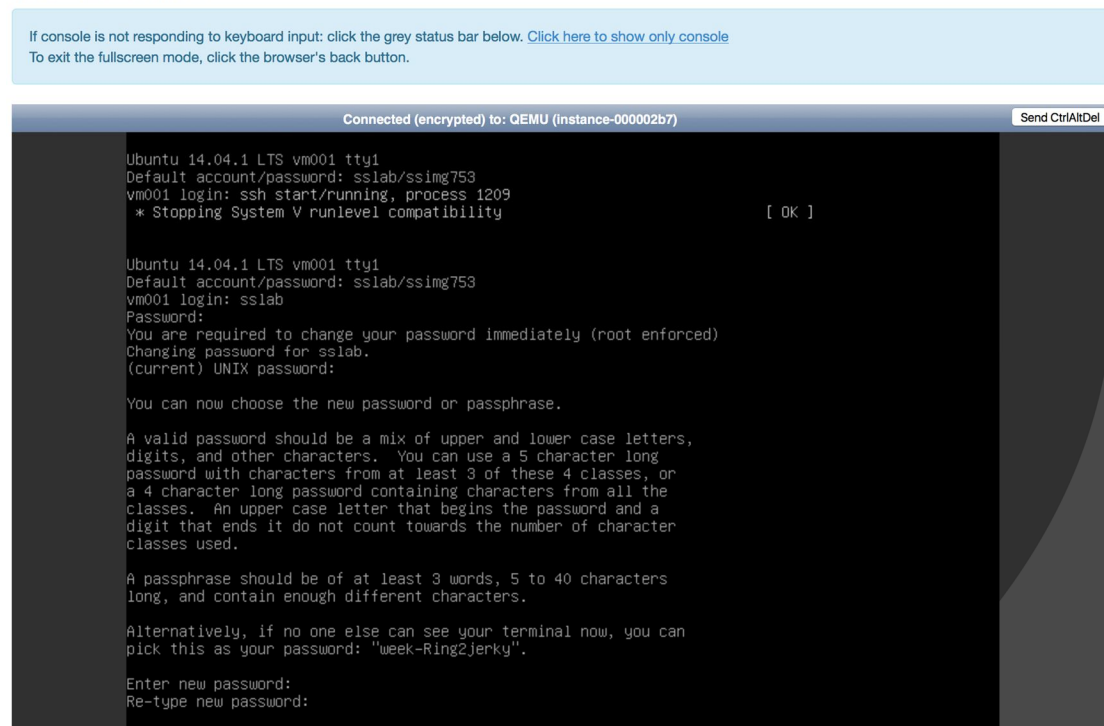 If console is not responding to keyboard input: click the grey status bar below. Click here to show only console
To exit the fullscreen mode, click the browser's back button.
Connected (encrypted) to: QEMU (instance-000002b7)
Send CtrlAltDel
Ubuntu 14.04.1 LTS vm001 tty1
Default account/password: sslab/ssimg753
vm001 login: ssh start/running, process 1209
 * Stopping System V runlevel compatibility [ OK ]
Ubuntu 14.04.1 LTS vm001 tty1
Default account/password: sslab/ssimg753
vm001 login: sslab
Password:
You are required to change your password immediately (root enforced)
Changing password for sslab.
(current) UNIX password:
You can now choose the new password or passphrase.
A valid password should be a mix of upper and lower case letters,
digits, and other characters.  You can use a 5 character long
password with characters from at least 3 of these 4 classes, or
a 4 character long password containing characters from all the
classes.  An upper case letter that begins the password and a
digit that ends it do not count towards the number of character
classes used.
A passphrase should be of at least 3 words, 5 to 40 characters
long, and contain enough different characters.
Alternatively, if no one else can see your terminal now, you can
pick this as your password: "week-Ring2jerky".
Enter new password:
Re-type new password: